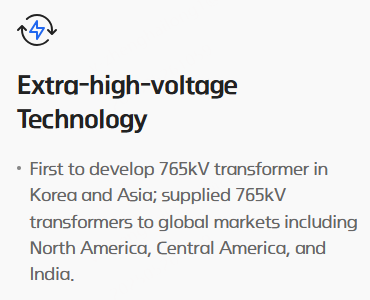 Extra-high-voltage
Technology
• First to develop 765kV transformer in
Korea and Asia; supplied 765kV
transformers to global markets including
North America, Central America, and
India.